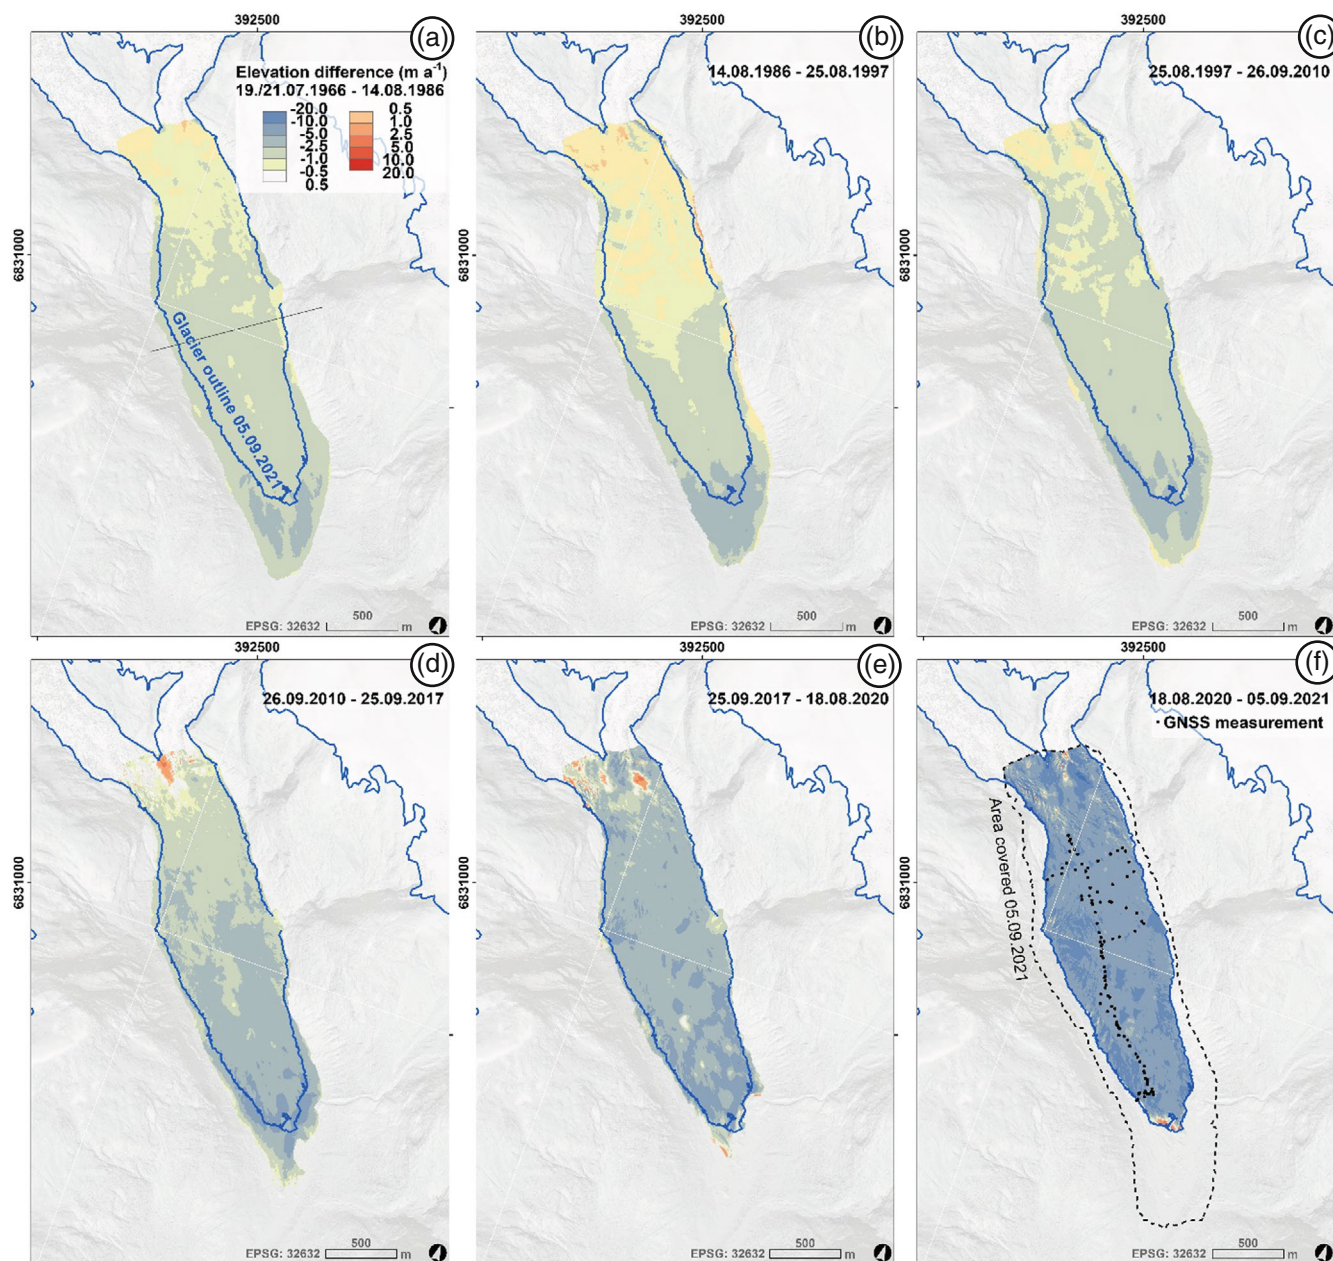 392500
(a)
Elevation difference (m a⁻¹)
19./21.07.1966 - 14.08.1986
-20.0
-10.0
-5.0
-2.5
-1.0
-0.5
0.5
0.5
1.0
2.5
5.0
10.0
20.0
6831000
Glacier outline 05.09.2021
500
EPSG: 32632
m
392500
(b)
14.08.1986 - 25.08.1997
6831000
500
EPSG: 32632
m
392500
(c)
25.08.1997 - 26.09.2010
6831000
500
EPSG: 32632
m
392500
(d)
26.09.2010 - 25.09.2017
6831000
500
EPSG: 32632
m
392500
(e)
25.09.2017 - 18.08.2020
6831000
500
EPSG: 32632
m
392500
(f)
18.08.2020 - 05.09.2021
GNSS measurement
6831000
Area covered 05.09.2021
500
EPSG: 32632
m